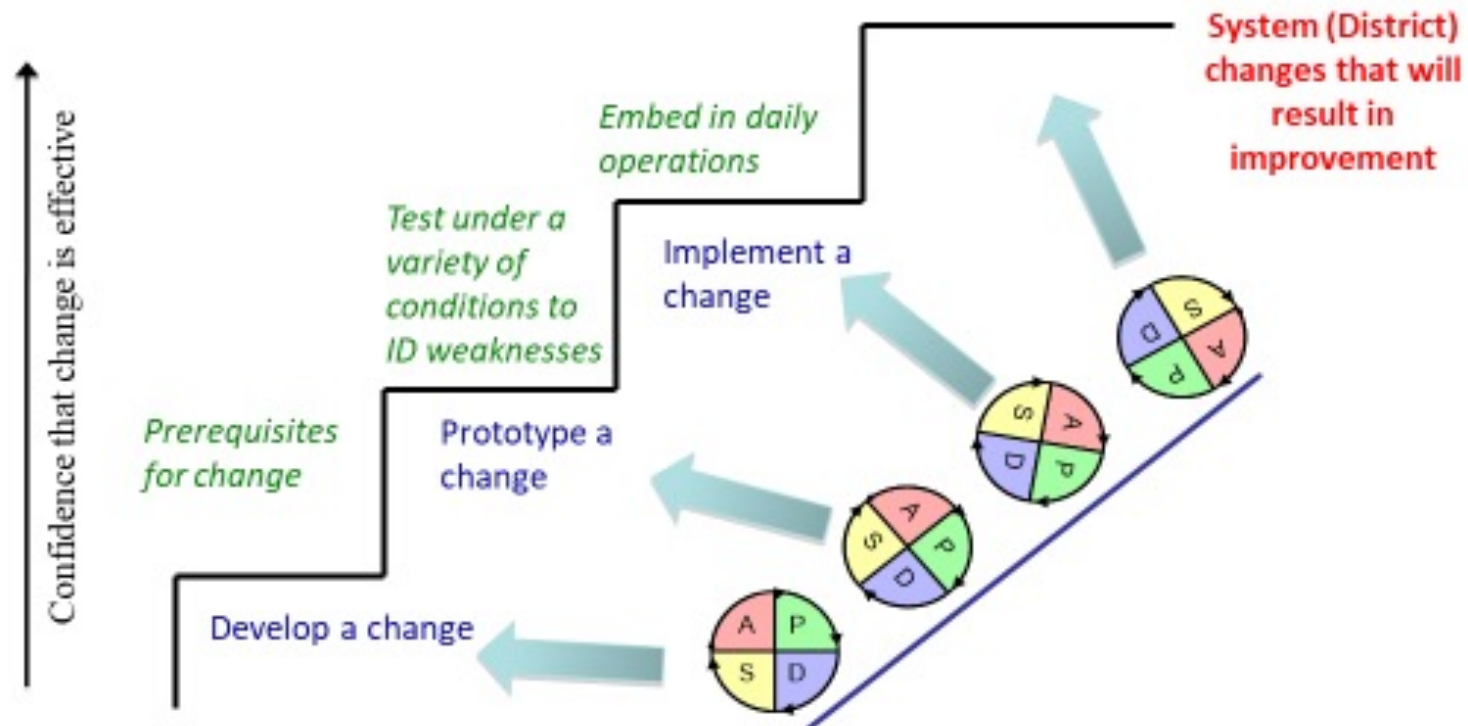 System (District)
changes that will
result in
improvement
Embed in daily
operations
Test under a
variety of
conditions to
ID weaknesses
Implement a
change
Prerequisites
for change
Prototype a
change
Develop a change
Confidence that change is effective
S
A
P
D
S
A
P
D
A
P
D
S
A
P
S
D